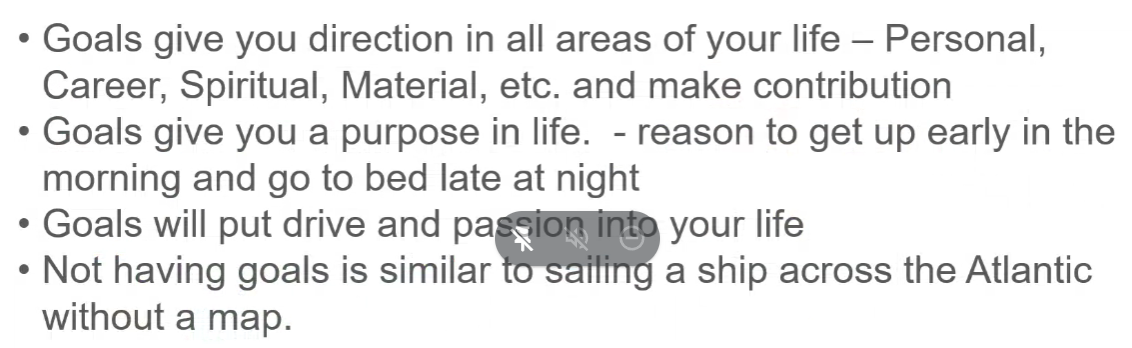 • Goals give you direction in all areas of your life – Personal,
Career, Spiritual, Material, etc. and make contribution
• Goals give you a purpose in life.  - reason to get up early in the
morning and go to bed late at night
• Goals will put drive and passion into your life
• Not having goals is similar to sailing a ship across the Atlantic
without a map.